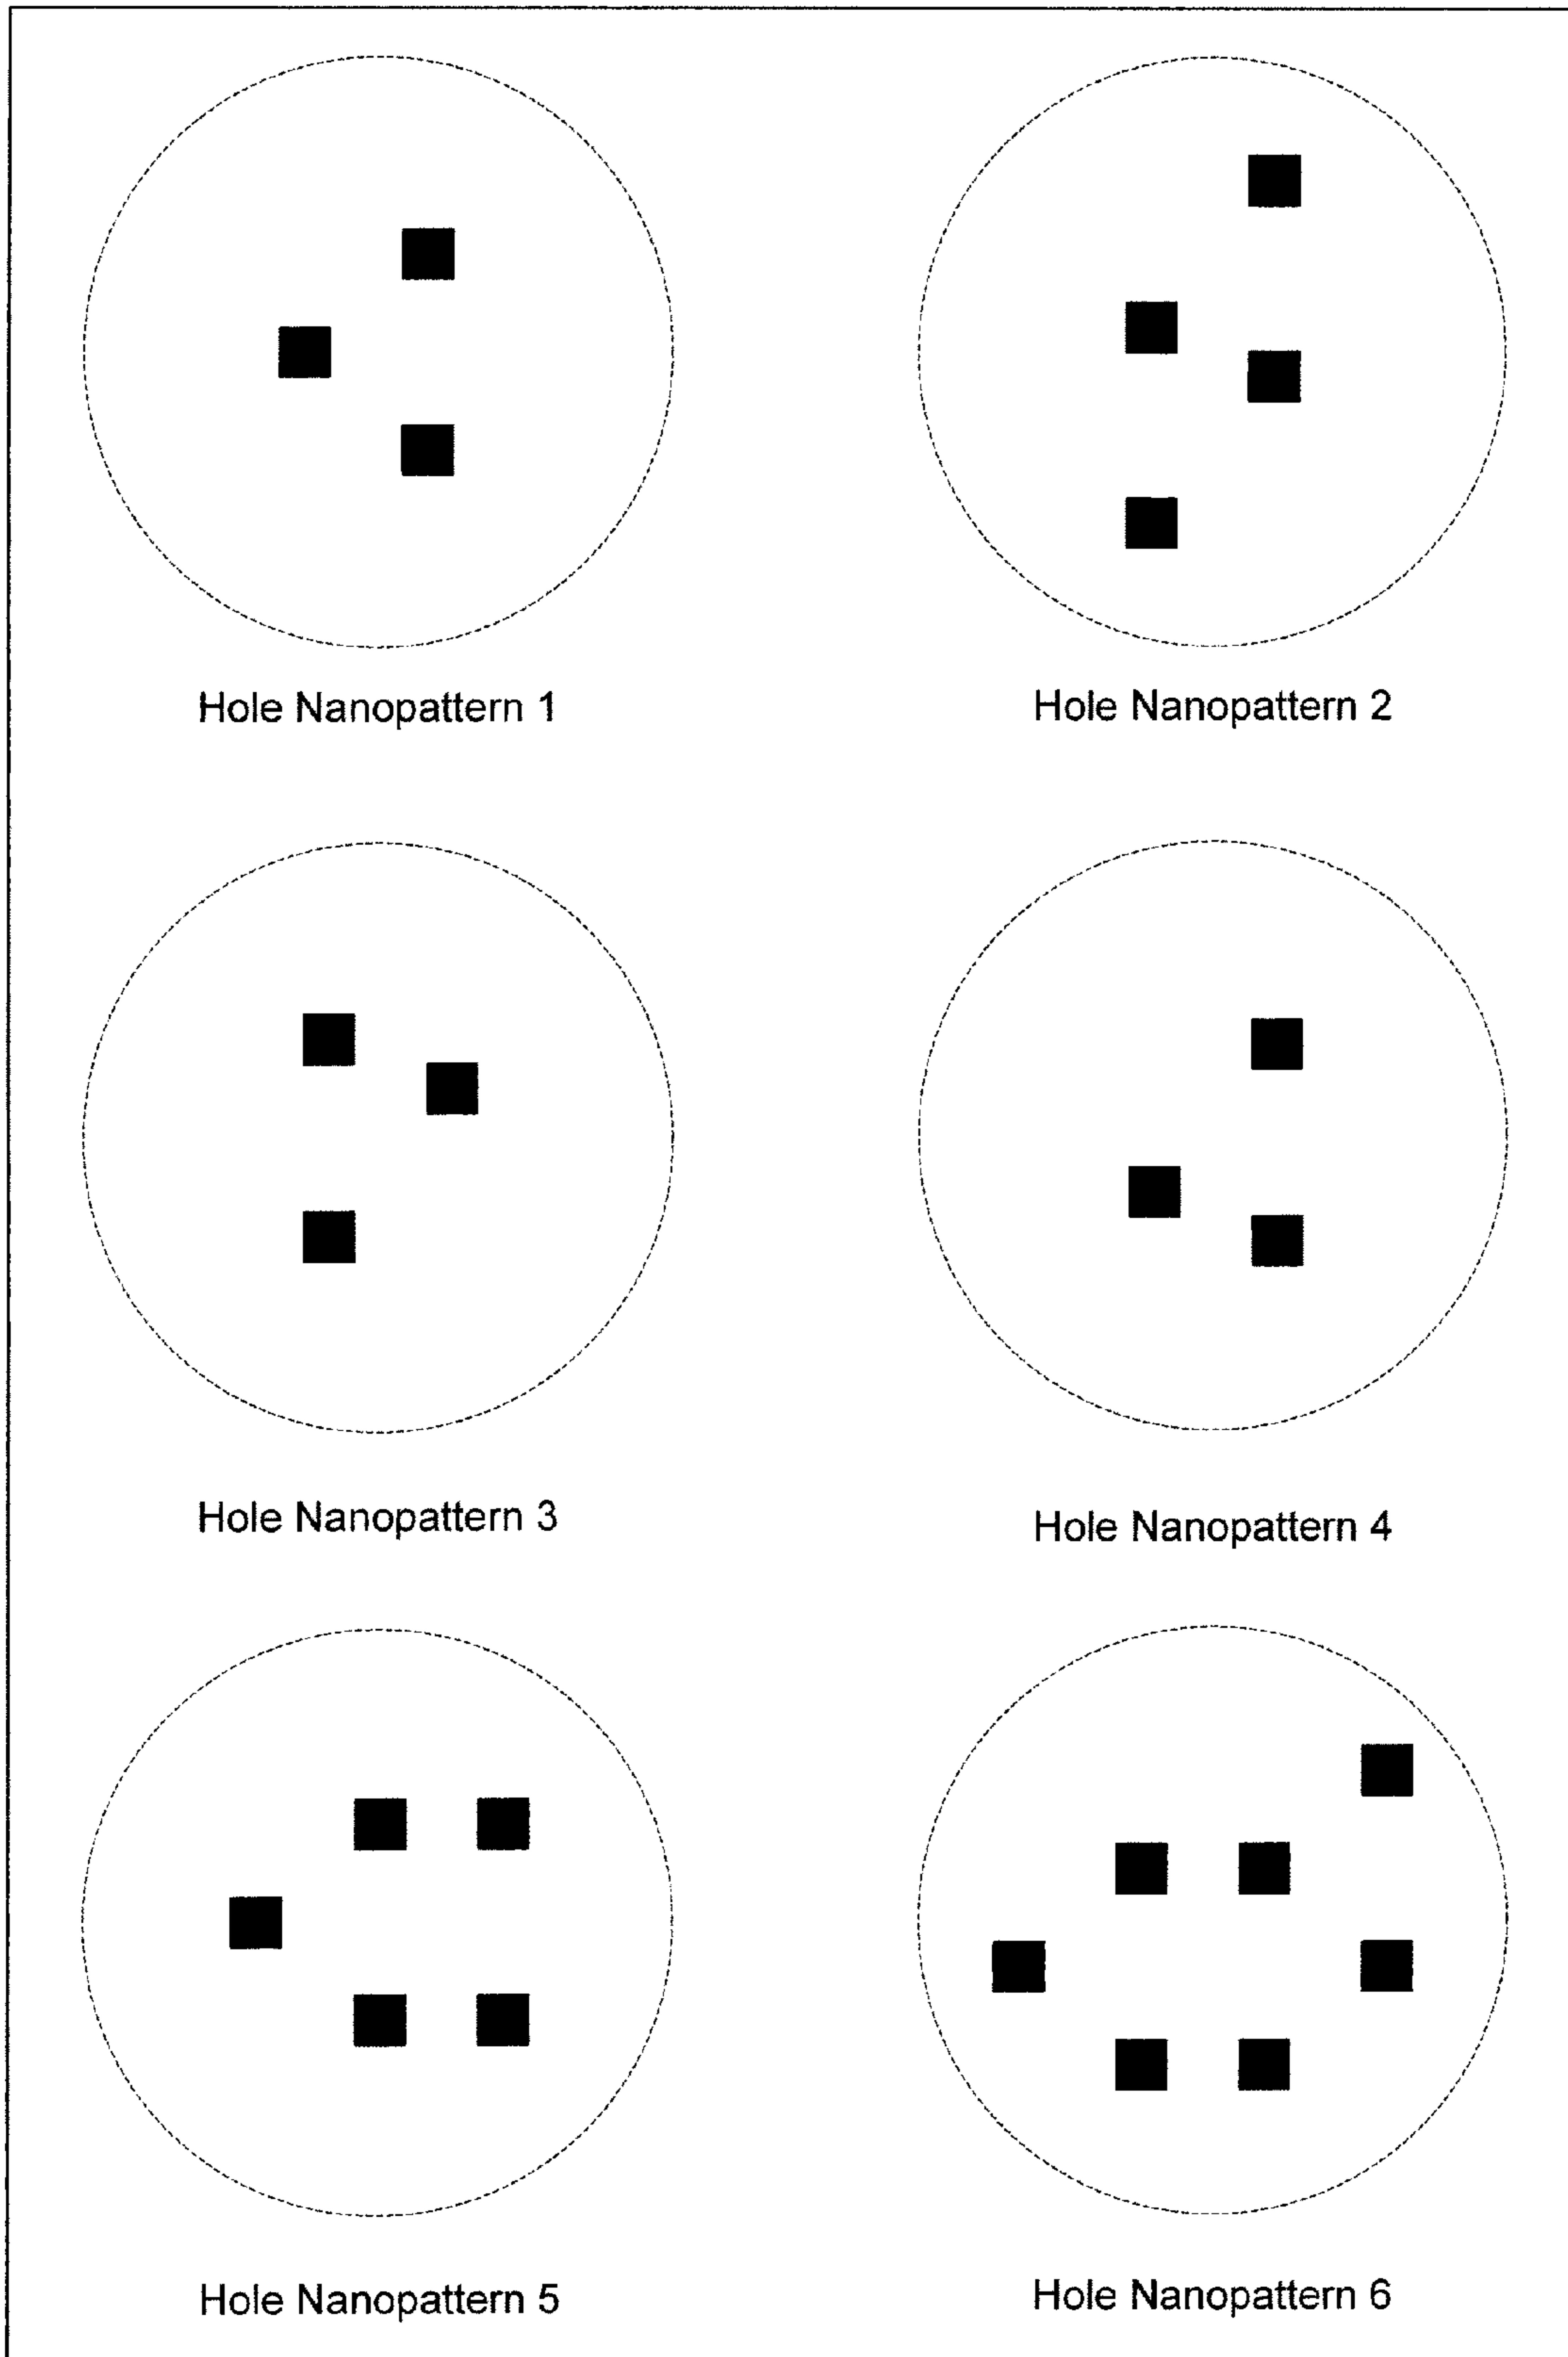 Hole Nanopattern 1
Hole Nanopattern 2
Hole Nanopattern 3
Hole Nanopattern 4
Hole Nanopattern 5
Hole Nanopattern 6